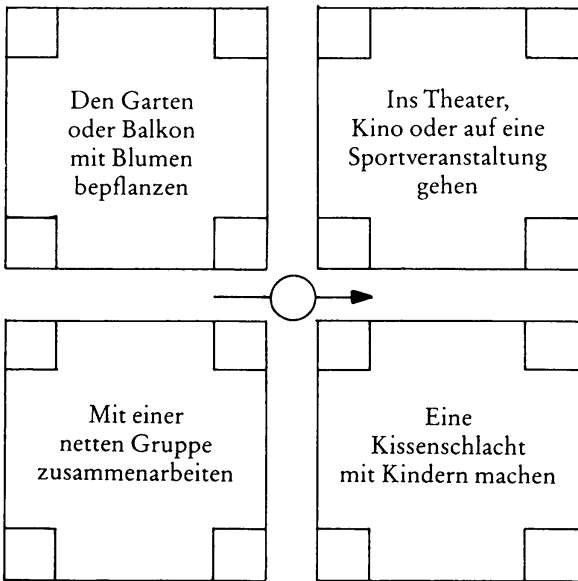 Den Garten
oder Balkon
mit Blumen
bepflanzen
Ins Theater,
Kino oder auf eine
Sportveranstaltung
gehen
Mit einer
netten Gruppe
zusammenarbeiten
Eine
Kissenschlacht
mit Kindern machen